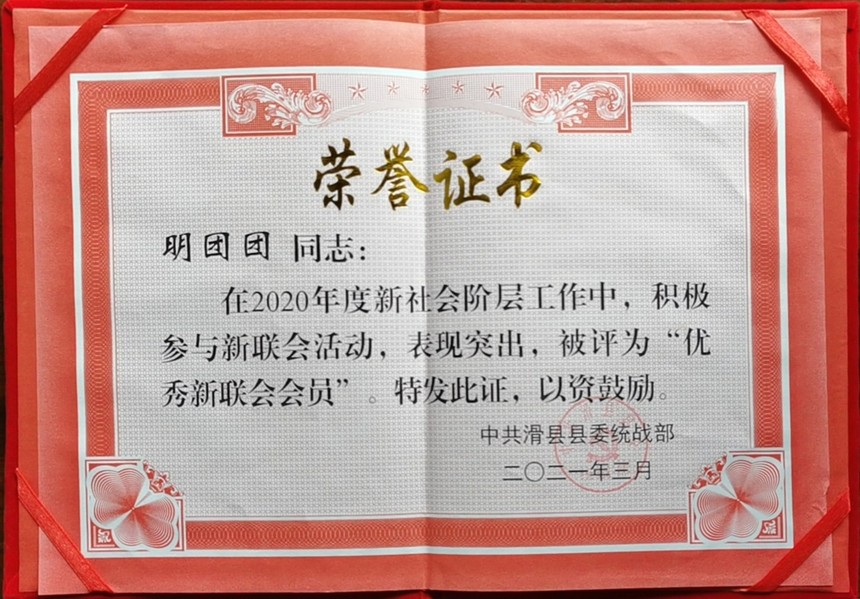 荣誉证书
明团团 同志：
在2020年度新社会阶层工作中，积极
参与新联会活动，表现突出，被评为“优
秀新联会会员”。特发此证，以资鼓励。
中共滑县县委统战部
二〇二一年三月